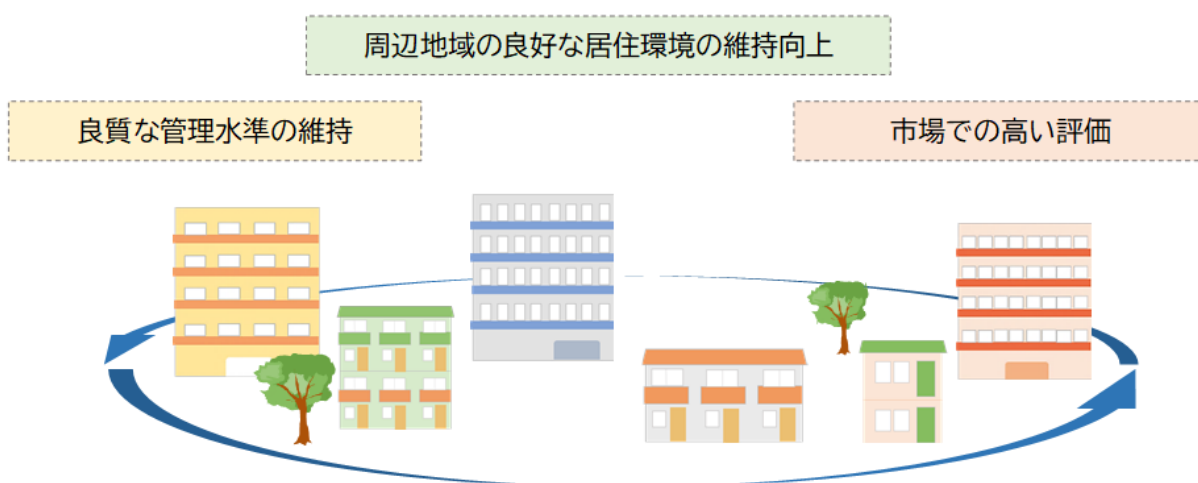 周辺地域の良好な居住環境の維持向上
良質な管理水準の維持
市場での高い評価